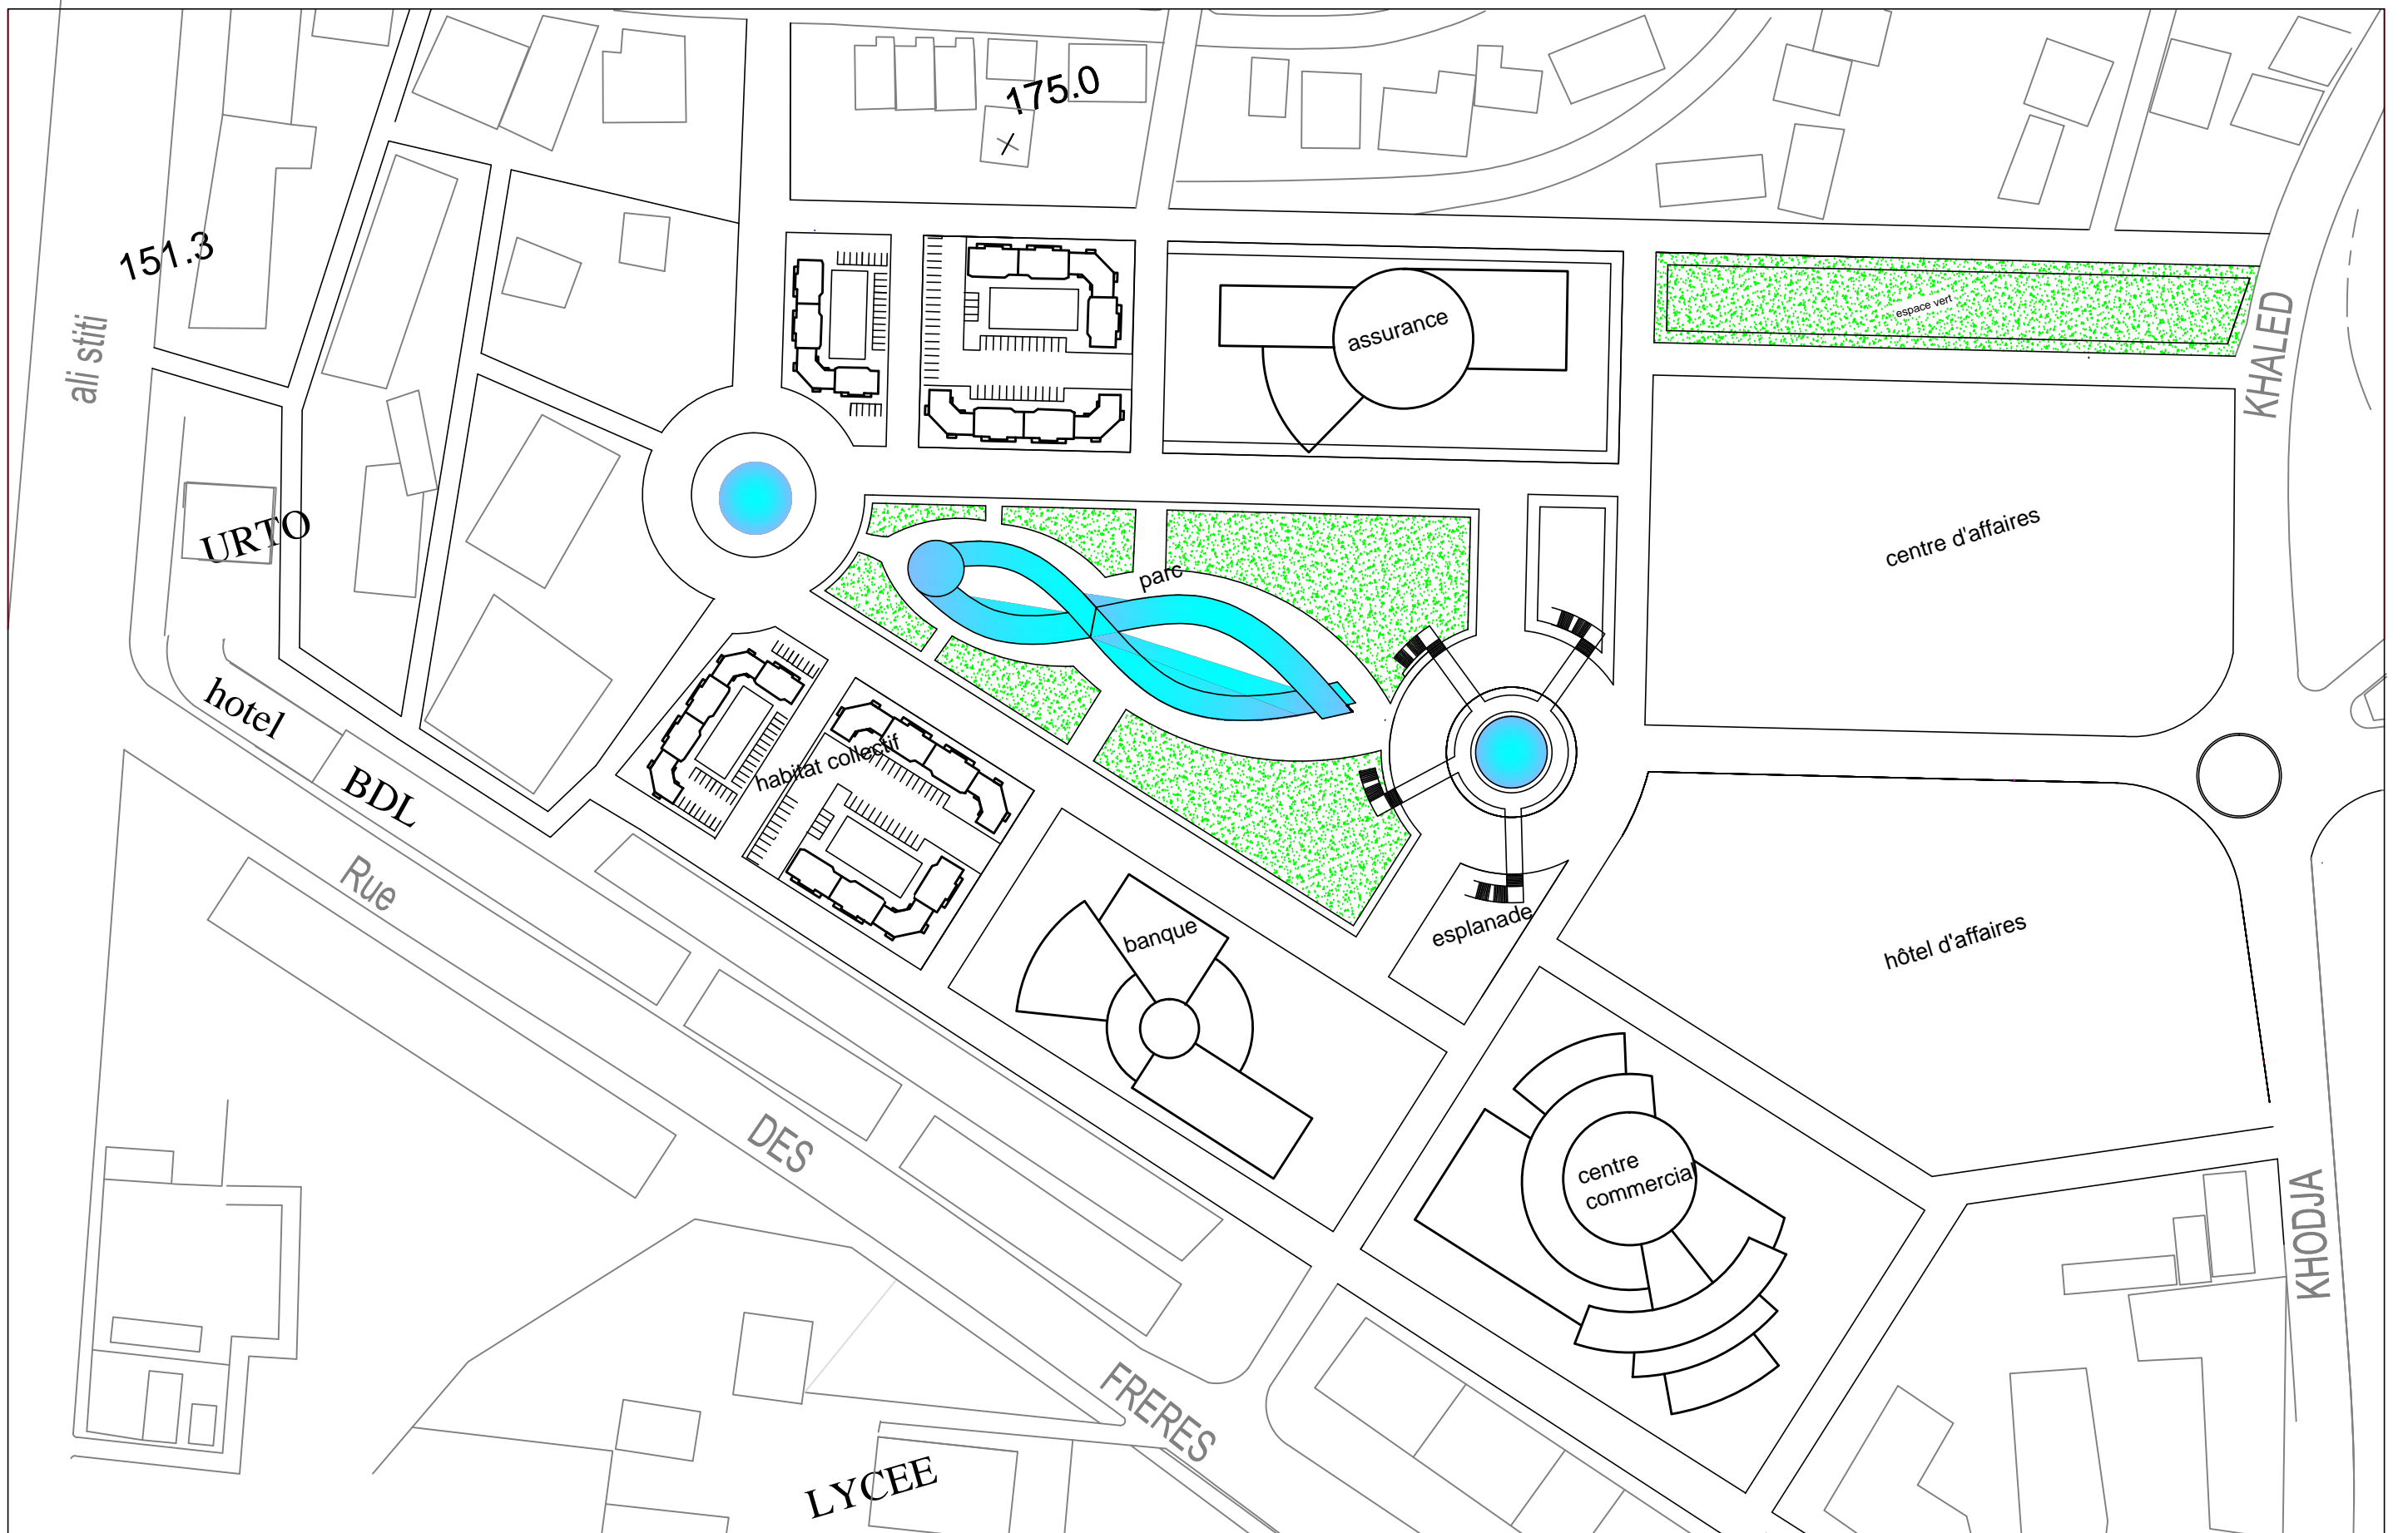 175.0
151.3
ali stiti
espace vert
assurance
KHALED
URTO
centre d'affaires
parc
hotel
BDL
habitat collectif
Rue
banque
esplanade
hôtel d'affaires
DES
centre
commercial
KHODJA
FRERES
LYCEE